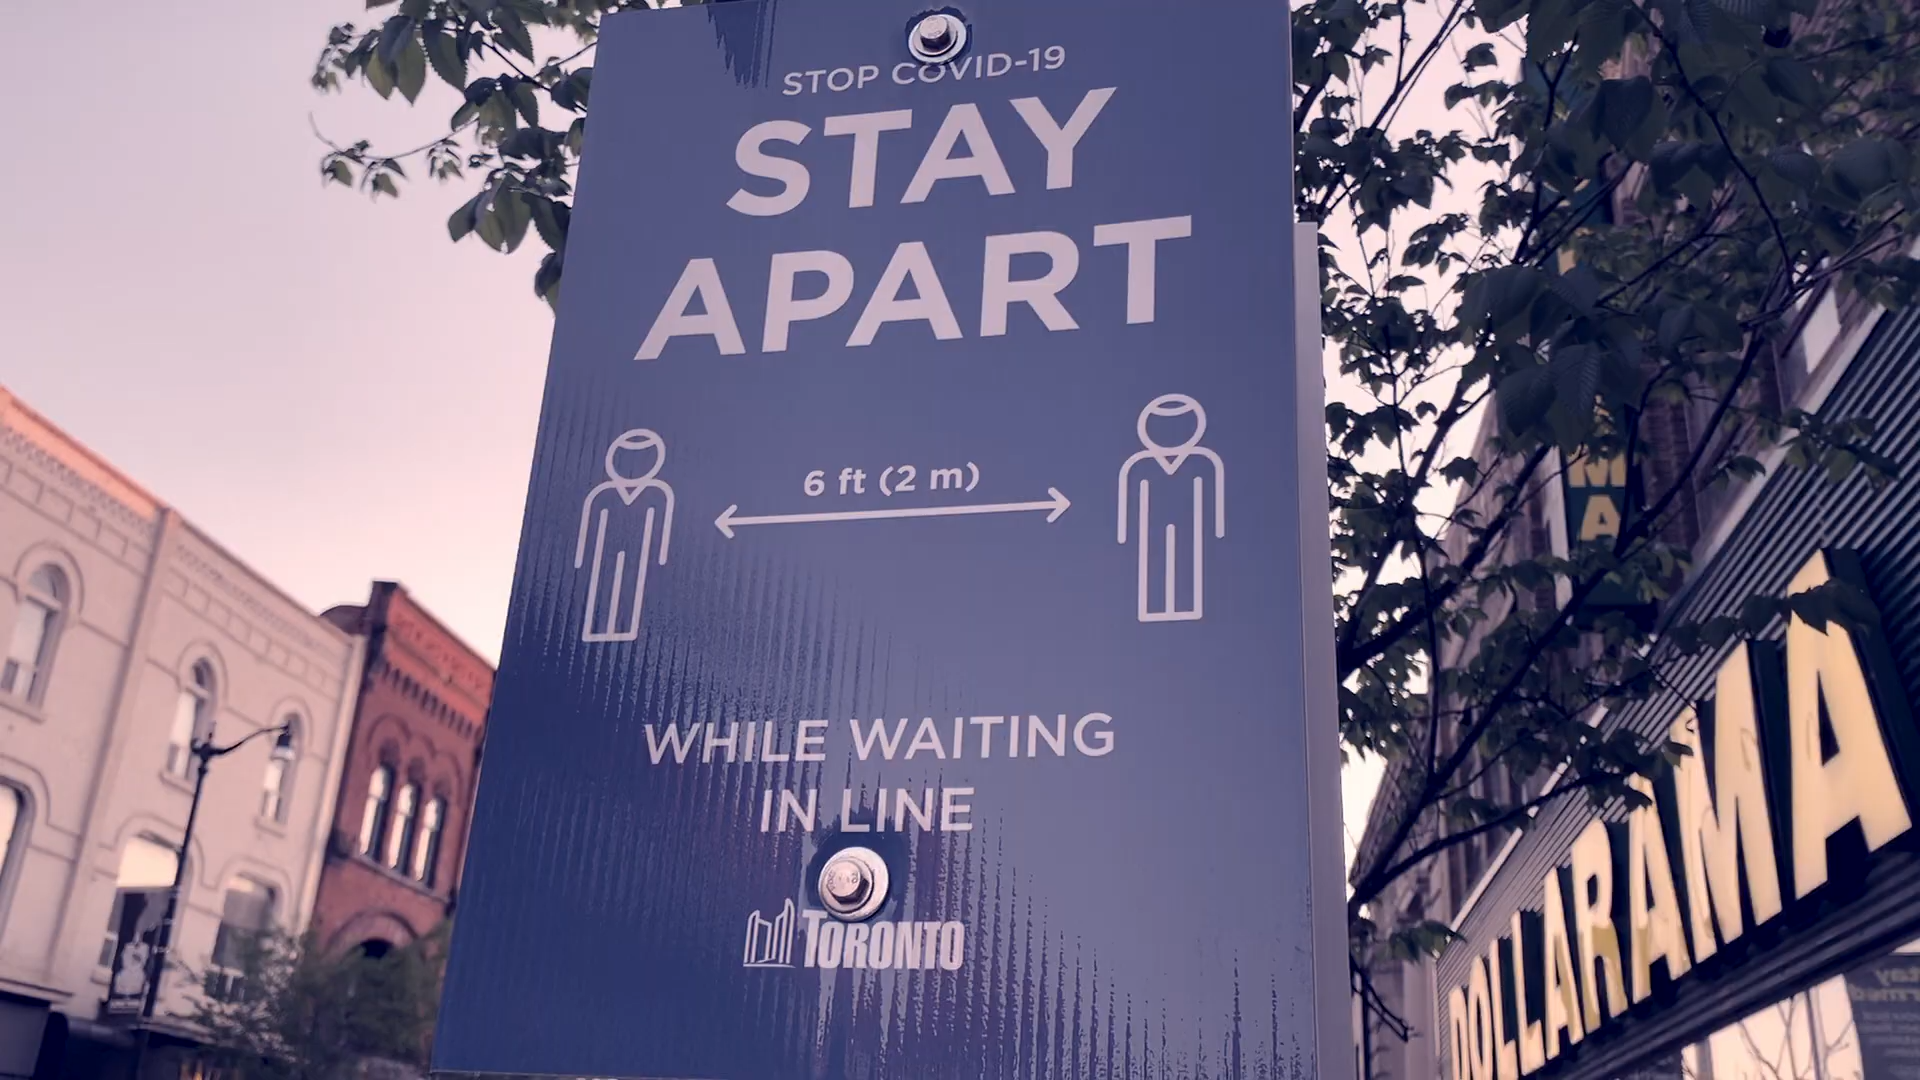 STOP COVID-19
STAY
APART
6 ft (2 m)
WHILE WAITING
IN LINE
TORONTO
DOLLARAMA
M
A